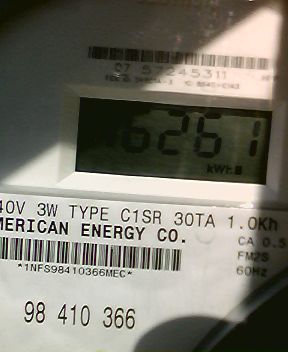 07 57245311
6261
KWH
40V 3W TYPE C1SR 30TA 1.0Kh
MERICAN ENERGY CO.
CA 0.5
FM2S
60Hz
*1NFS98410366MEC*
98 410 366